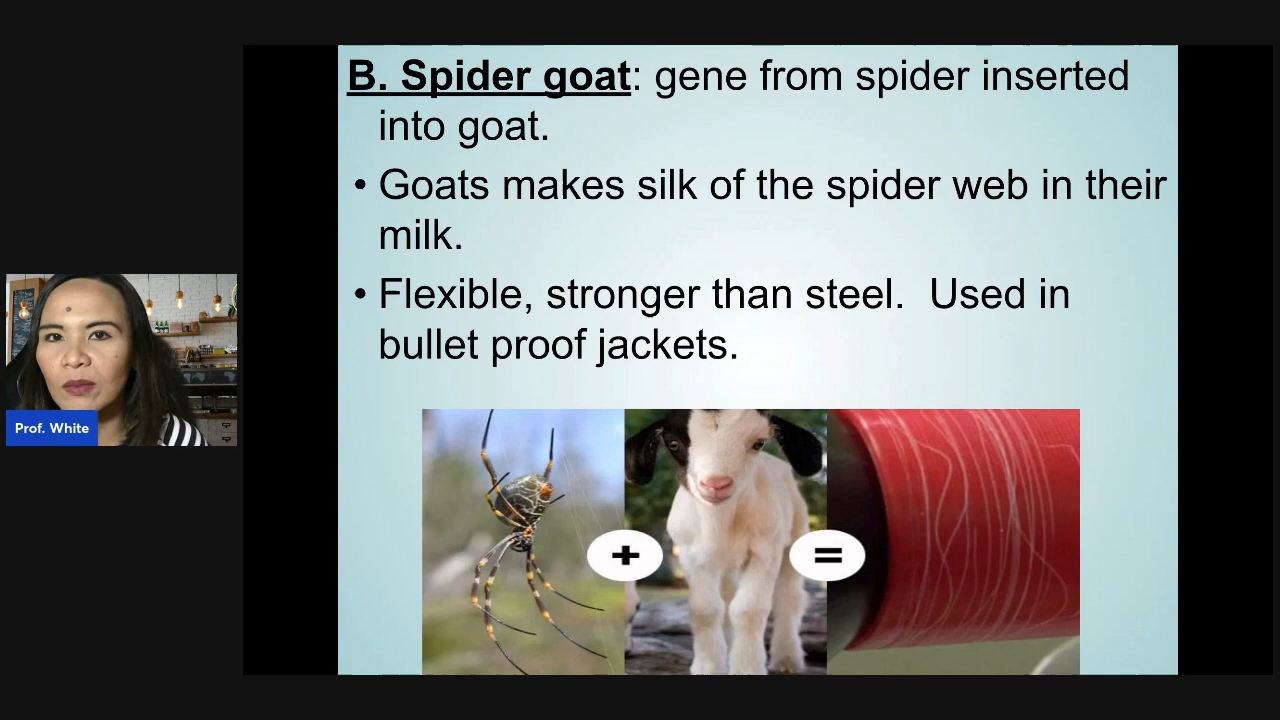 B. Spider goat: gene from spider inserted
into goat.
• Goats makes silk of the spider web in their
milk.
• Flexible, stronger than steel.  Used in
bullet proof jackets.
+
=
Prof. White